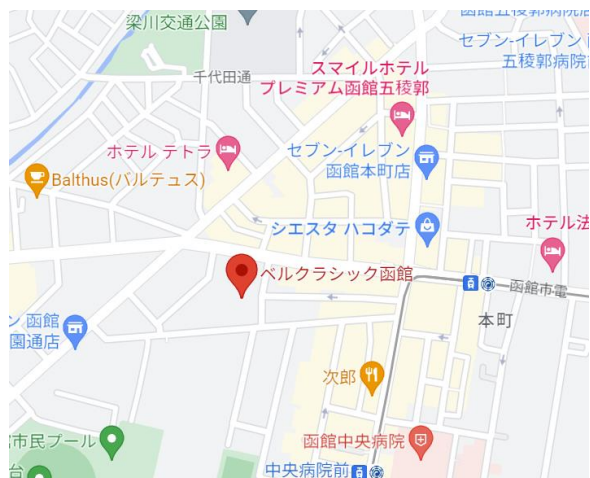 梁川交通公園
函館五稜郭病院店
セブン-イレブン
五稜郭病院前
千代田通
スマイルホテル
プレミアム函館五稜郭
ホテル テトラ
セブン-イレブン
函館本町店
Balthus(バルテュス)
シエスタ ハコダテ
ホテル法
ベルクラシック函館
函館市電
ン 函館
園通店
本町
次郎
市民プール
函館中央病院
台
中央病院前